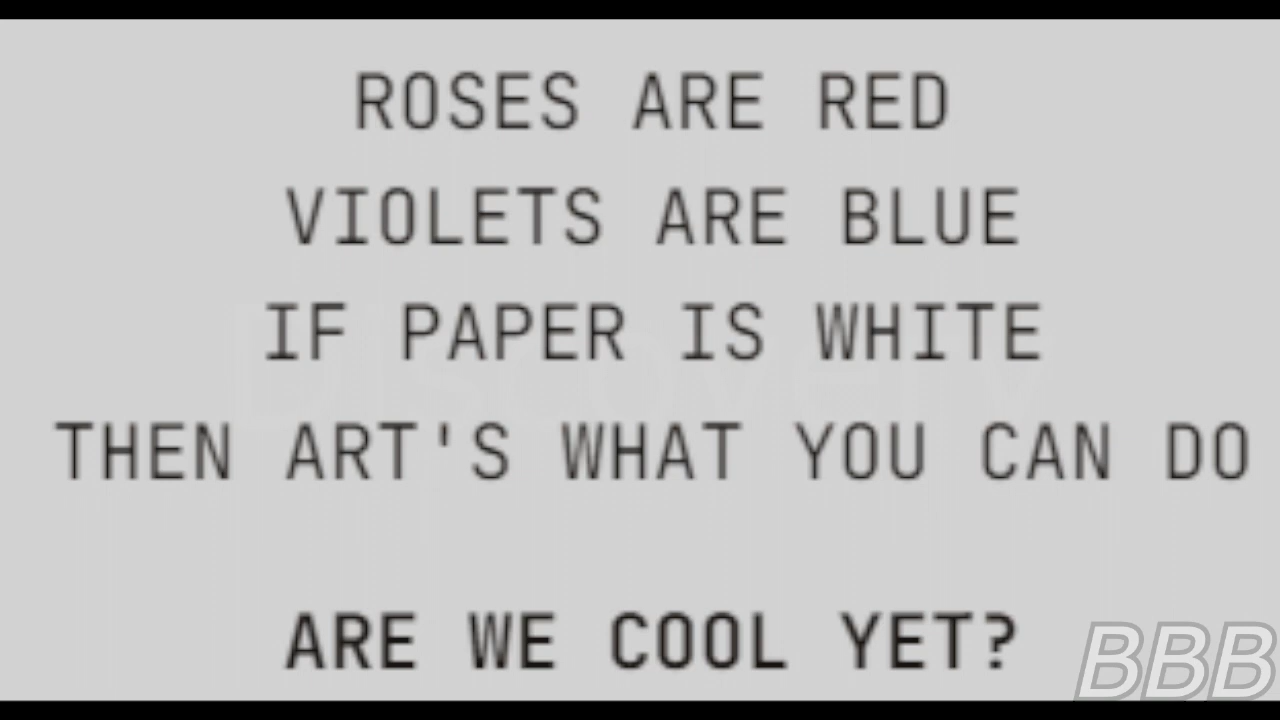 ROSES ARE RED
VIOLETS ARE BLUE
IF PAPER IS WHITE
THEN ART'S WHAT YOU CAN DO
ARE WE COOL YET?
BBB